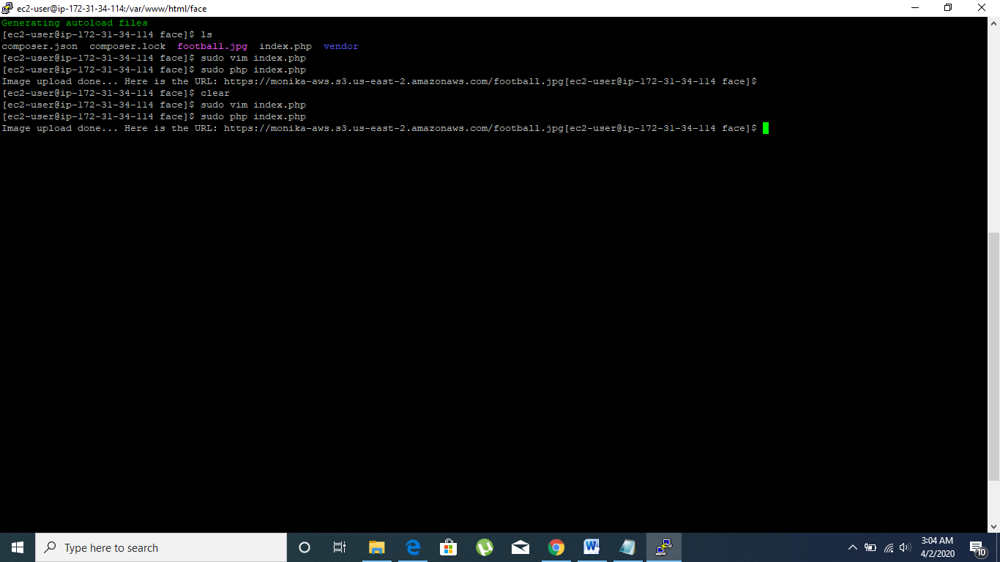 ec2-user@ip-172-31-34-114:/var/www/html/face
Generating autoload files
[ec2-user@ip-172-31-34-114 face]$ ls
composer.json  composer.lock  football.jpg  index.php  vendor
[ec2-user@ip-172-31-34-114 face]$ sudo vim index.php
[ec2-user@ip-172-31-34-114 face]$ sudo php index.php
Image upload done... Here is the URL: https://monika-aws.s3.us-east-2.amazonaws.com/football.jpg[ec2-user@ip-172-31-34-114 face]$
[ec2-user@ip-172-31-34-114 face]$ clear
[ec2-user@ip-172-31-34-114 face]$ sudo vim index.php
[ec2-user@ip-172-31-34-114 face]$ sudo php index.php
Image upload done... Here is the URL: https://monika-aws.s3.us-east-2.amazonaws.com/football.jpg[ec2-user@ip-172-31-34-114 face]$
Type here to search
3:04 AM
4/2/2020
10